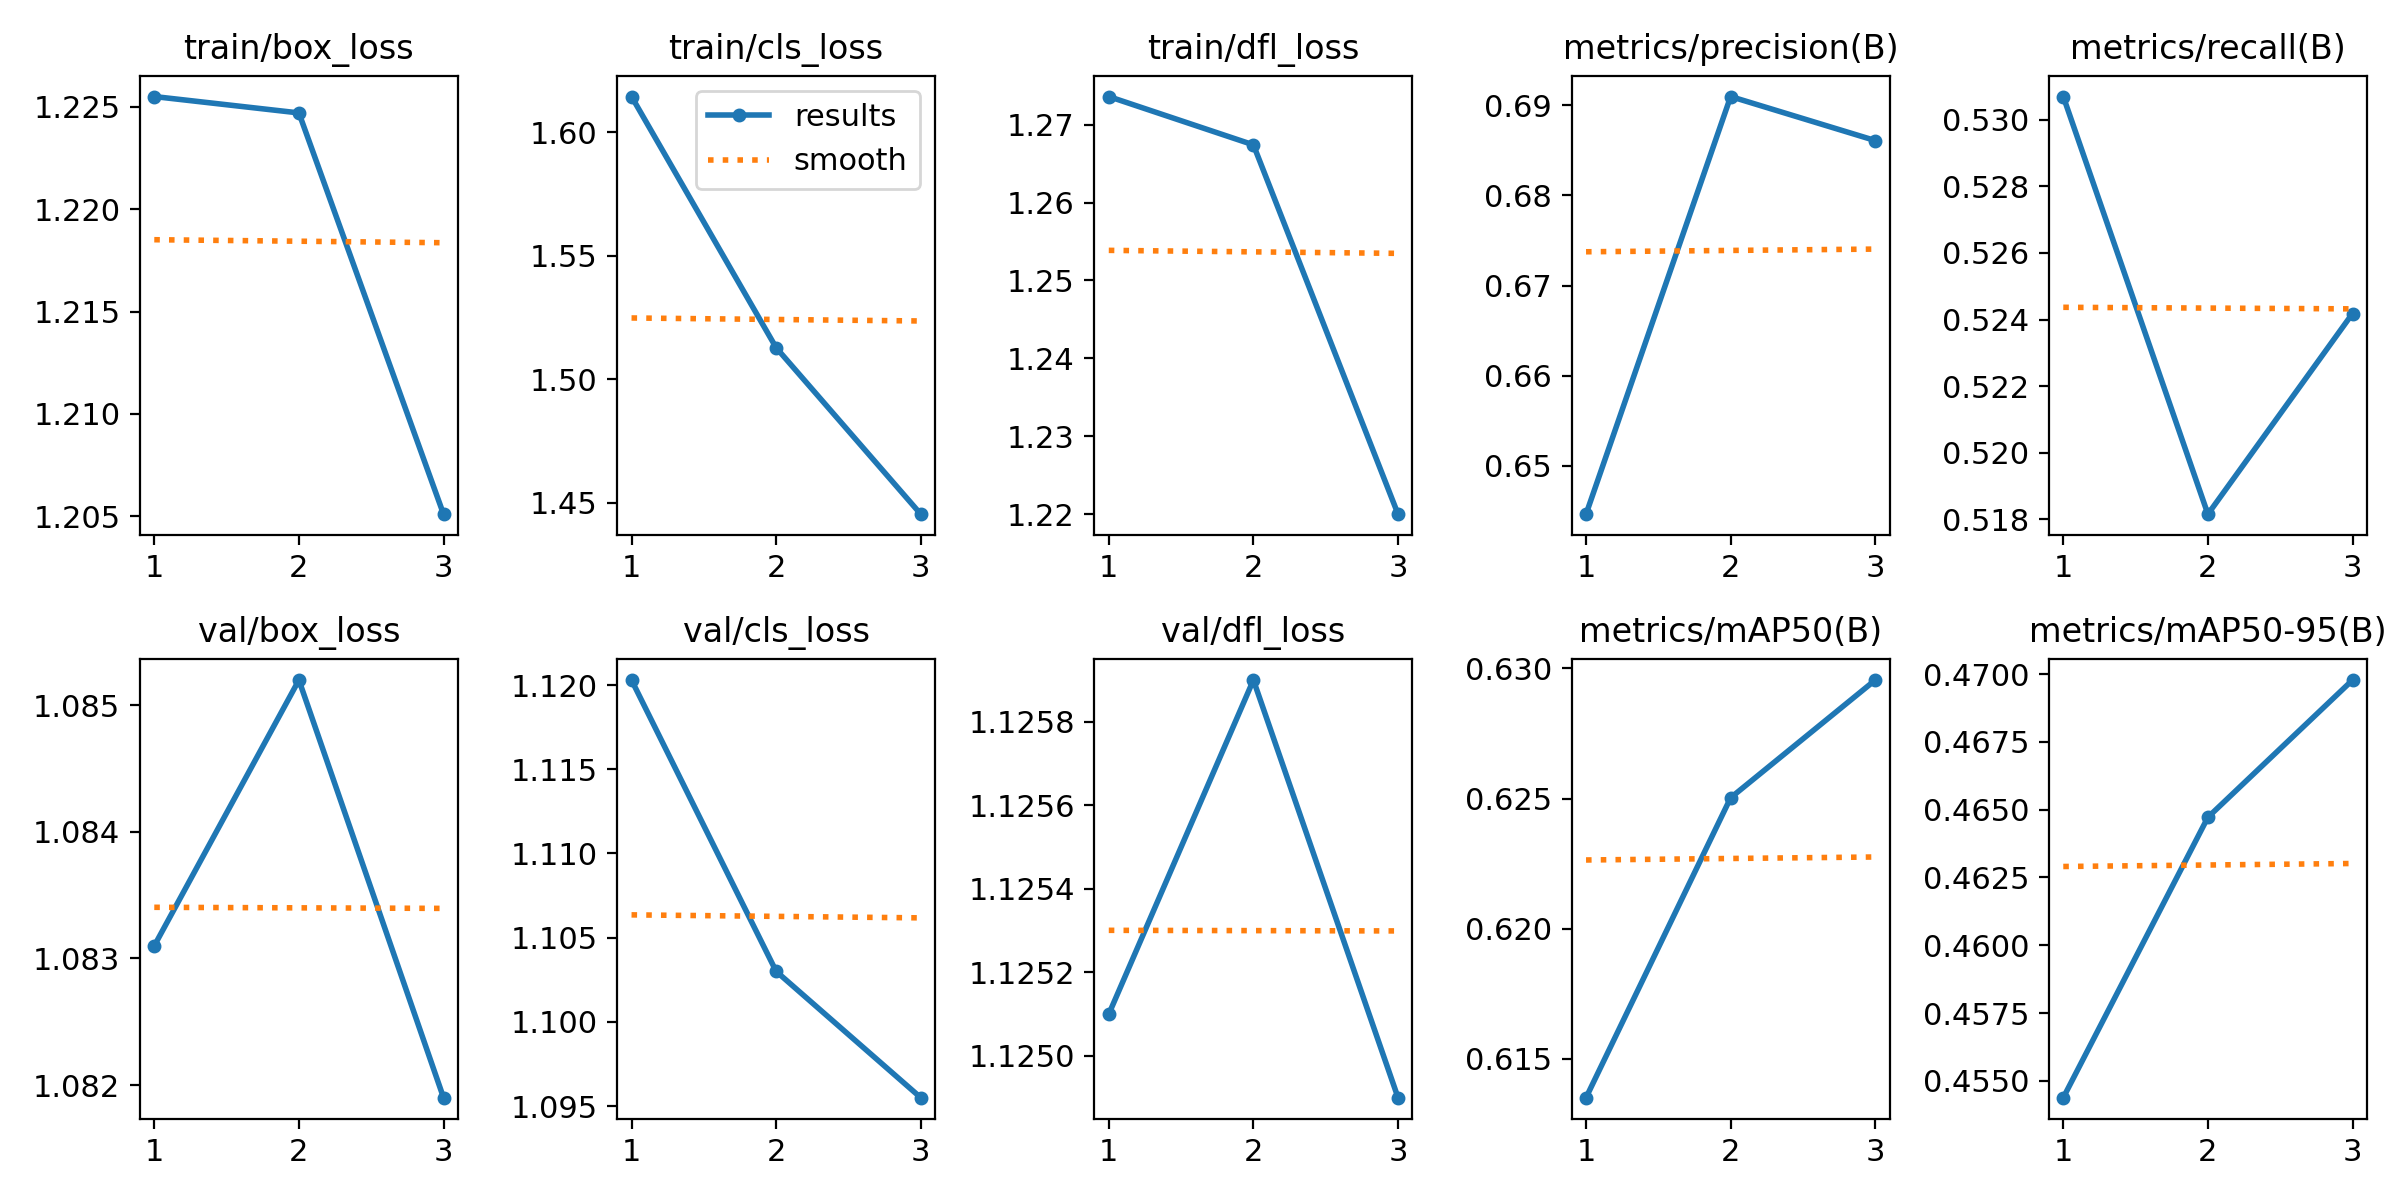 train/box_loss
1.225
1.220
1.215
1.210
1.205
1 2 3
train/cls_loss
results
smooth
1.60
1.55
1.50
1.45
1 2 3
train/dfl_loss
1.27
1.26
1.25
1.24
1.23
1.22
1 2 3
metrics/precision(B)
0.69
0.68
0.67
0.66
0.65
1 2 3
metrics/recall(B)
0.530
0.528
0.526
0.524
0.522
0.520
0.518
1 2 3
val/box_loss
1.085
1.084
1.083
1.082
1 2 3
val/cls_loss
1.120
1.115
1.110
1.105
1.100
1.095
1 2 3
val/dfl_loss
1.1258
1.1256
1.1254
1.1252
1.1250
1 2 3
metrics/mAP50(B)
0.630
0.625
0.620
0.615
1 2 3
metrics/mAP50-95(B)
0.4700
0.4675
0.4650
0.4625
0.4600
0.4575
0.4550
1 2 3